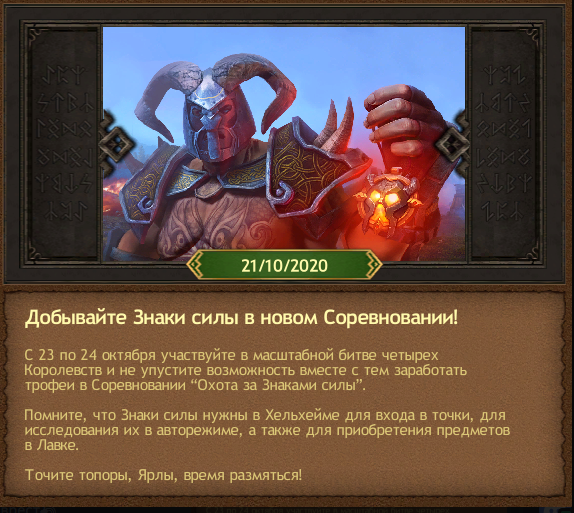 21/10/2020
Добывайте Знаки силы в новом Соревновании!
С 23 по 24 октября участвуйте в масштабной битве четырех
Королевств и не упустите возможность вместе с тем заработать
трофеи в Соревновании “Охота за Знаками силы”.
Помните, что Знаки силы нужны в Хельхейме для входа в точки, для
исследования их в авторежиме, а также для приобретения предметов
в Лавке.
Точите топоры, Ярлы, время размяться!